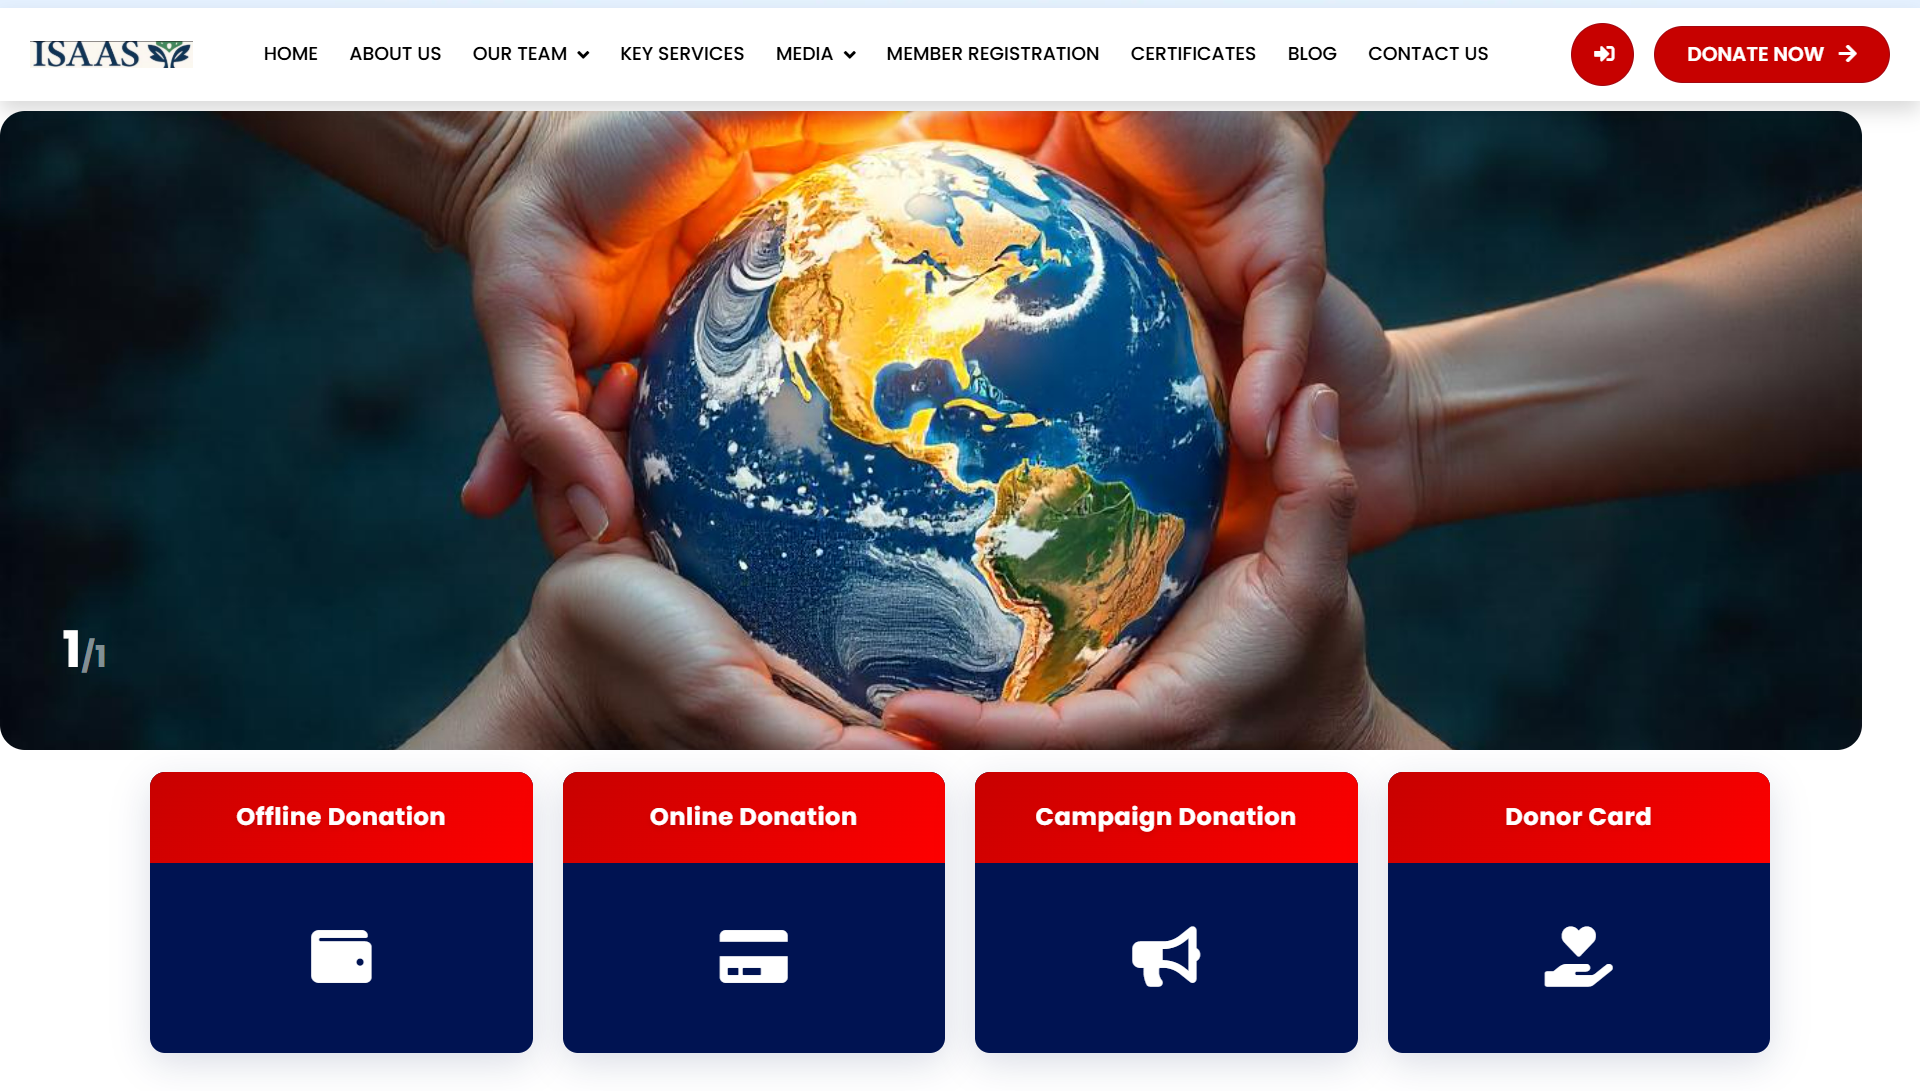 ISAAS
HOME ABOUT US OUR TEAM KEY SERVICES MEDIA MEMBER REGISTRATION CERTIFICATES BLOG CONTACT US DONATE NOW
1/1
Offline Donation Online Donation Campaign Donation Donor Card